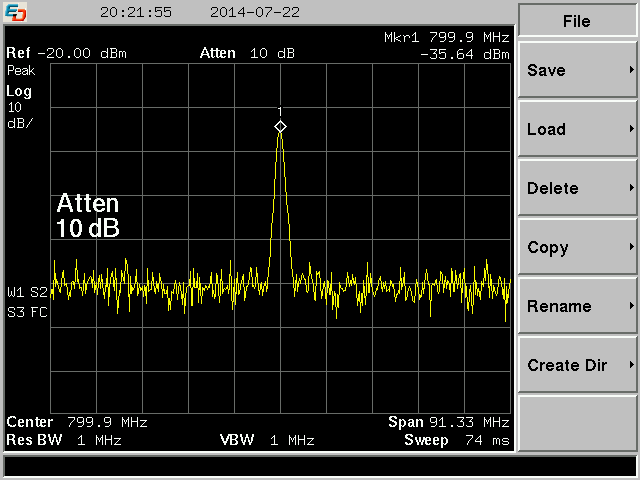 20:21:55 2014-07-22
File
Mkr1 799.9 MHz
Ref -20.00 dBm Atten 10 dB -35.64 dBm
Peak
Log
10
dB/
1
Atten
10 dB
W1 S2
S3 FC
Center 799.9 MHz Span 91.33 MHz
Res BW 1 MHz VBW 1 MHz Sweep 74 ms
Save
Load
Delete
Copy
Rename
Create Dir